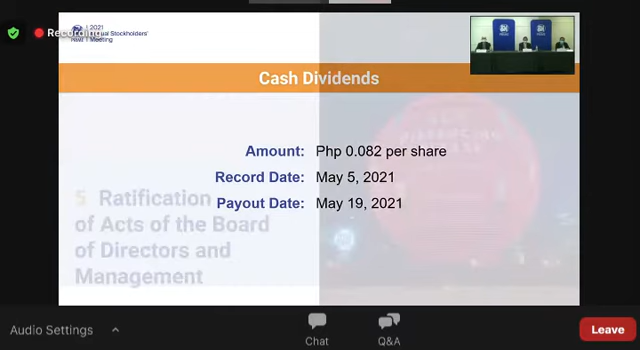 Recording
2021
Annual Stockholders'
Meeting
Cash Dividends
Amount: Php 0.082 per share
Record Date: May 5, 2021
Payout Date: May 19, 2021
5 Ratification
of Acts of the Board
of Directors and
Management
Audio Settings
Chat
Q&A
Leave